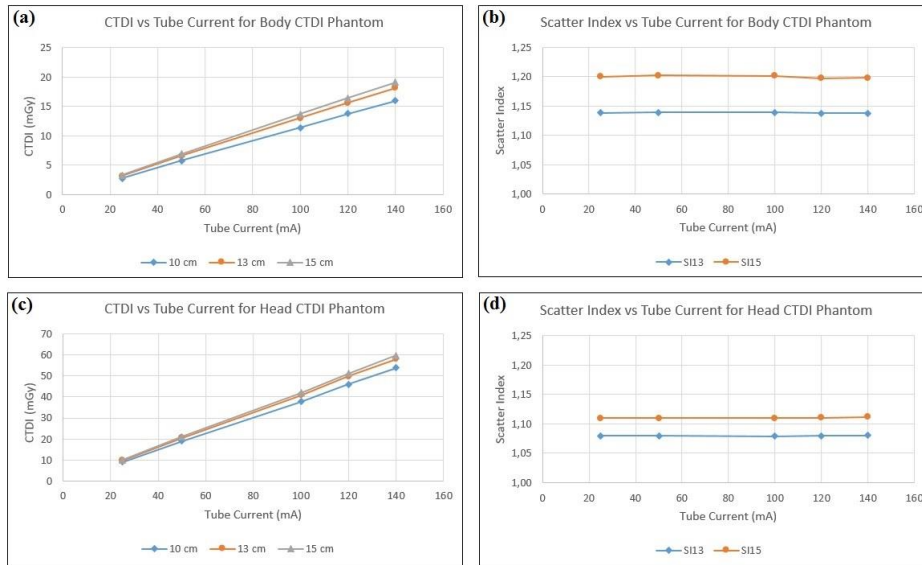 (a)
CTDI vs Tube Current for Body CTDI Phantom
CTDI (mGy)
25
20
15
10
5
0
0 20 40 60 80 100 120 140 160
Tube Current (mA)
10 cm 13 cm 15 cm
(b)
Scatter Index vs Tube Current for Body CTDI Phantom
Scatter Index
1,25
1,20
1,15
1,10
1,05
1,00
0 20 40 60 80 100 120 140 160
Tube Current (mA)
SI13 SI15
(c)
CTDI vs Tube Current for Head CTDI Phantom
CTDI (mGy)
70
60
50
40
30
20
10
0
0 20 40 60 80 100 120 140 160
Tube Current (mA)
10 cm 13 cm 15 cm
(d)
Scatter Index vs Tube Current for Head CTDI Phantom
Scatter Index
1,25
1,20
1,15
1,10
1,05
1,00
0 20 40 60 80 100 120 140 160
Tube Current (mA)
SI13 SI15